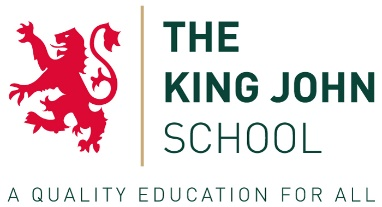 THE
KING JOHN
SCHOOL
A QUALITY EDUCATION FOR ALL